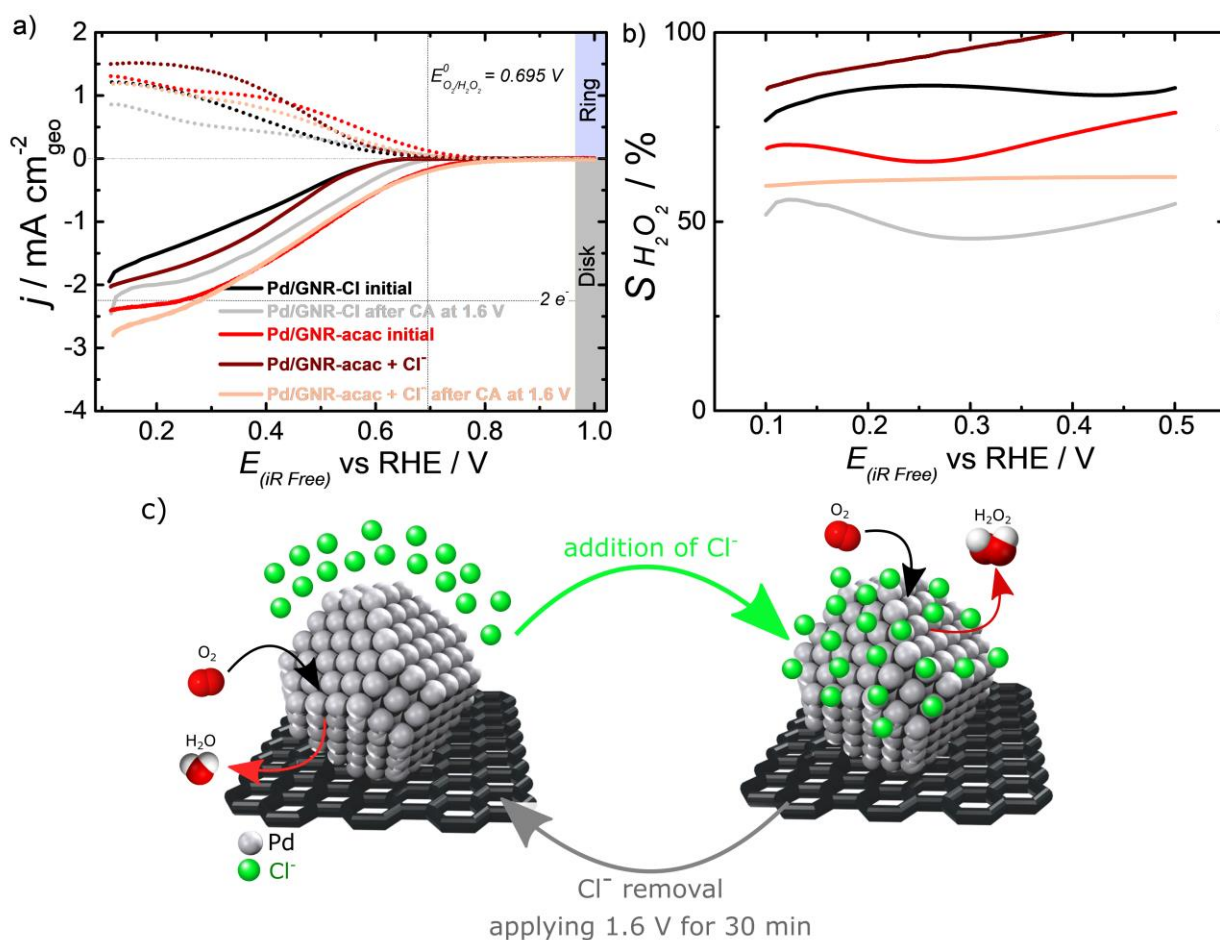 a)
j / mA cm⁻²geo
2
1
0
-1
-2
-3
-4
E⁰O₂/H₂O₂ = 0.695 V
Ring
Disk
2 e⁻
Pd/GNR-Cl initial
Pd/GNR-Cl after CA at 1.6 V
Pd/GNR-acac initial
Pd/GNR-acac + Cl⁻
Pd/GNR-acac + Cl⁻ after CA at 1.6 V
0.2 0.4 0.6 0.8 1.0
E(iR Free) vs RHE / V
b)
S H₂O₂ / %
100
50
0
0.1 0.2 0.3 0.4 0.5
E(iR Free) vs RHE / V
c)
addition of Cl⁻
O₂
H₂O
O₂
H₂O₂
Pd
Cl⁻
Cl⁻ removal
applying 1.6 V for 30 min